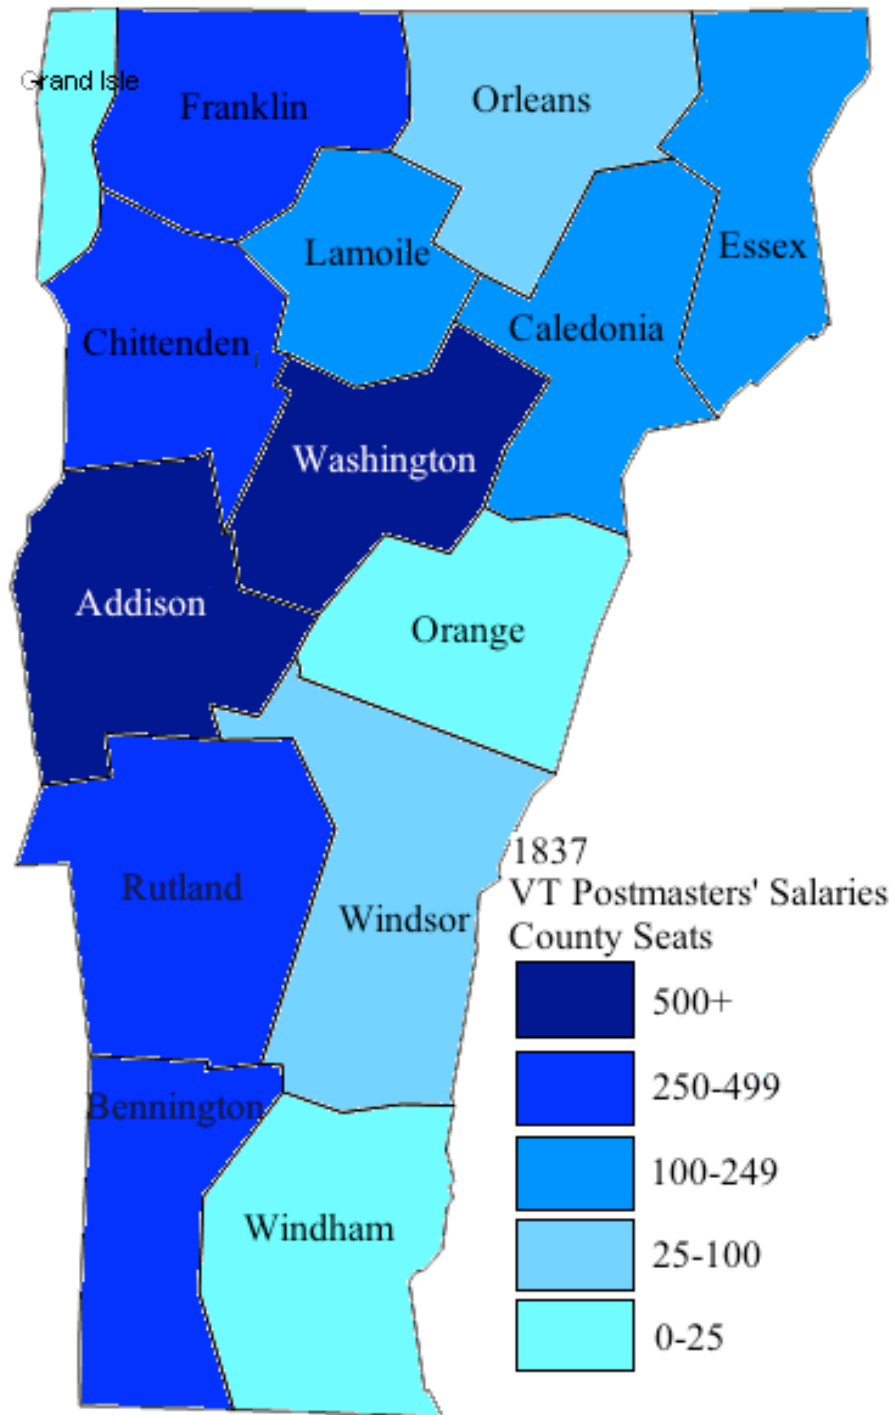 Grand Isle
Franklin
Orleans
Lamoile
Essex
Chittenden
Caledonia
Washington
Addison
Orange
Rutland
Windsor
Bennington
Windham
1837
VT Postmasters' Salaries
County Seats
500+
250-499
100-249
25-100
0-25